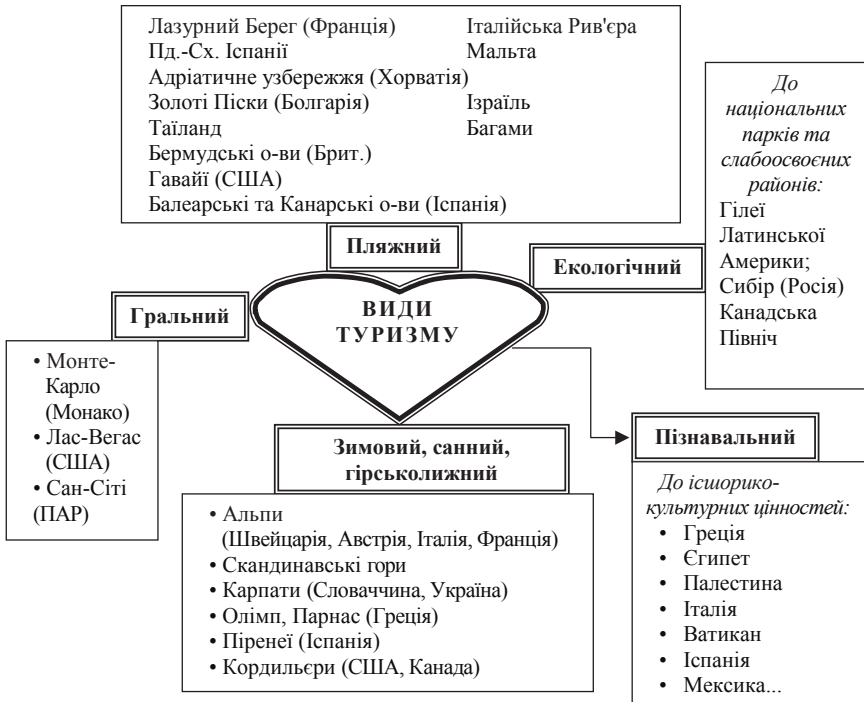 Лазурний Берег (Франція) Італійська Рив'єра
Пд.-Сх. Іспанії Мальта
Адріатичне узбережжя (Хорватія)
Золоті Піски (Болгарія) Ізраїль
Таїланд Багами
Бермудські о-ви (Брит.)
Гавайї (США)
Балеарські та Канарські о-ви (Іспанія)
Пляжний
До
національних
парків та
слабоосвоєних
районів:
Гілеї
Латинської
Америки;
Сибір (Росія)
Канадська
Північ
Екологічний
ВИДИ
ТУРИЗМУ
Гральний
• Монте-
Карло
(Монако)
• Лас-Вегас
(США)
• Сан-Сіті
(ПАР)
Зимовий, санний,
гірськолижний
• Альпи
(Швейцарія, Австрія, Італія, Франція)
• Скандинавські гори
• Карпати (Словаччина, Україна)
• Олімп, Парнас (Греція)
• Піренеї (Іспанія)
• Кордильєри (США, Канада)
Пізнавальний
До ісшорико-
культурних цінностей:
• Греція
• Єгипет
• Палестина
• Італія
• Ватикан
• Іспанія
• Мексика...